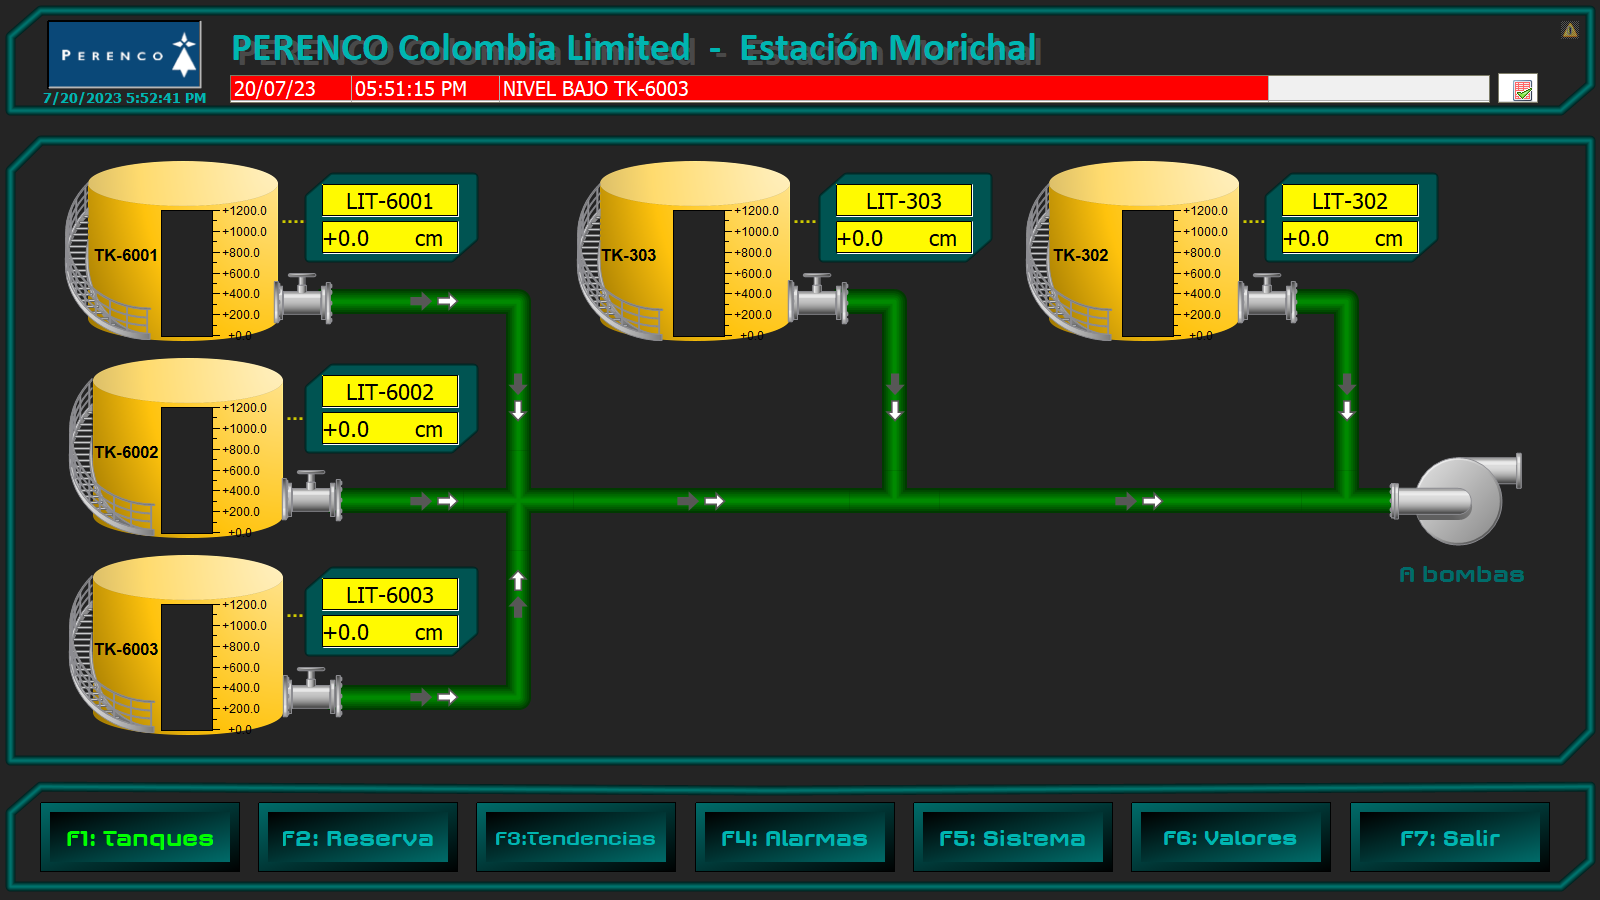 PERENCO
PERENCO Colombia Limited - Estación Morichal
7/20/2023 5:52:41 PM
20/07/23 05:51:15 PM NIVEL BAJO TK-6003
TK-6001
+1200.0
+1000.0
+800.0
+600.0
+400.0
+200.0
+0.0
LIT-6001
+0.0 cm
TK-303
+1200.0
+1000.0
+800.0
+600.0
+400.0
+200.0
+0.0
LIT-303
+0.0 cm
TK-302
+1200.0
+1000.0
+800.0
+600.0
+400.0
+200.0
+0.0
LIT-302
+0.0 cm
TK-6002
+1200.0
+1000.0
+800.0
+600.0
+400.0
+200.0
+0.0
LIT-6002
+0.0 cm
TK-6003
+1200.0
+1000.0
+800.0
+600.0
+400.0
+200.0
+0.0
LIT-6003
+0.0 cm
A bombas
F1: Tanques
F2: Reserva
F3:Tendencias
F4: Alarmas
F5: Sistema
F6: Valores
F7: Salir